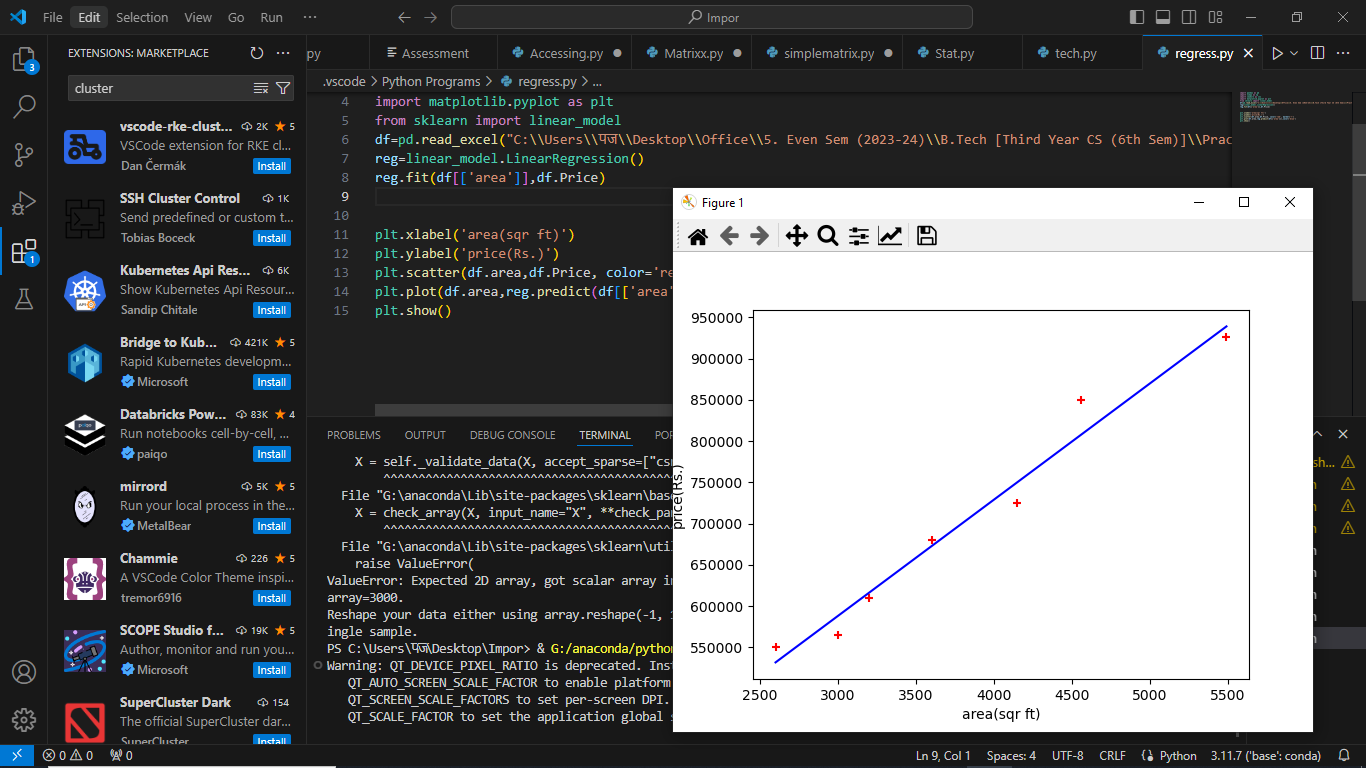 File Edit Selection View Go Run ··· Impor
EXTENSIONS: MARKETPLACE
cluster
3
1
vscode-rke-clust... 2K 5
VSCode extension for RKE cl...
Dan Čermák Install
SSH Cluster Control 1K
Send predefined or custom t...
Tobias Boceck Install
Kubernetes Api Res... 6K
Show Kubernetes Api Resour...
Sandip Chitale Install
Bridge to Kub... 421K 5
Rapid Kubernetes developm...
Microsoft Install
Databricks Pow... 83K 4
Run notebooks cell-by-cell, ...
paiqo Install
mirrord 5K 5
Run your local process in the...
MetalBear Install
Chammie 226 5
A VSCode Color Theme inspi...
tremor6916 Install
SCOPE Studio f... 19K 5
Author, monitor and run you...
Microsoft Install
SuperCluster Dark 154
The official SuperCluster dar...
SuperCluster Install
py Assessment Accessing.py Matrixx.py simplematrix.py Stat.py tech.py regress.py
.vscode > Python Programs > regress.py > ...
4 import matplotlib.pyplot as plt
5 from sklearn import linear_model
6 df=pd.read_excel("C:\\Users\\पज\\Desktop\\Office\\5. Even Sem (2023-24)\\B.Tech [Third Year CS (6th Sem)]\\Prac
7 reg=linear_model.LinearRegression()
8 reg.fit(df[['area']],df.Price)
9
10
11 plt.xlabel('area(sqr ft)')
12 plt.ylabel('price(Rs.)')
13 plt.scatter(df.area,df.Price, color='re
14 plt.plot(df.area,reg.predict(df[['area'
15 plt.show()
PROBLEMS OUTPUT DEBUG CONSOLE TERMINAL POR
X = self._validate_data(X, accept_sparse=["csr
^^^^^^^^^^^^^^^^^^^^^^^^^^^^^^^^^^^^^
File "G:\anaconda\Lib\site-packages\sklearn\base
X = check_array(X, input_name="X", **check_par
^^^^^^^^^^^^^^^^^^^^^^^^^^^^^^^^^^^^^
File "G:\anaconda\Lib\site-packages\sklearn\util
raise ValueError(
ValueError: Expected 2D array, got scalar array in
array=3000.
Reshape your data either using array.reshape(-1, 1
ingle sample.
PS C:\Users\पज\Desktop\Impor> & G:/anaconda/python
Warning: QT_DEVICE_PIXEL_RATIO is deprecated. Inst
QT_AUTO_SCREEN_SCALE_FACTOR to enable platform
QT_SCREEN_SCALE_FACTORS to set per-screen DPI.
QT_SCALE_FACTOR to set the application global s
Figure 1
950000
900000
850000
800000
750000
700000
650000
600000
550000
price(Rs.)
2500 3000 3500 4000 4500 5000 5500
area(sqr ft)
0 0 0 Ln 9, Col 1 Spaces: 4 UTF-8 CRLF Python 3.11.7 ('base': conda)